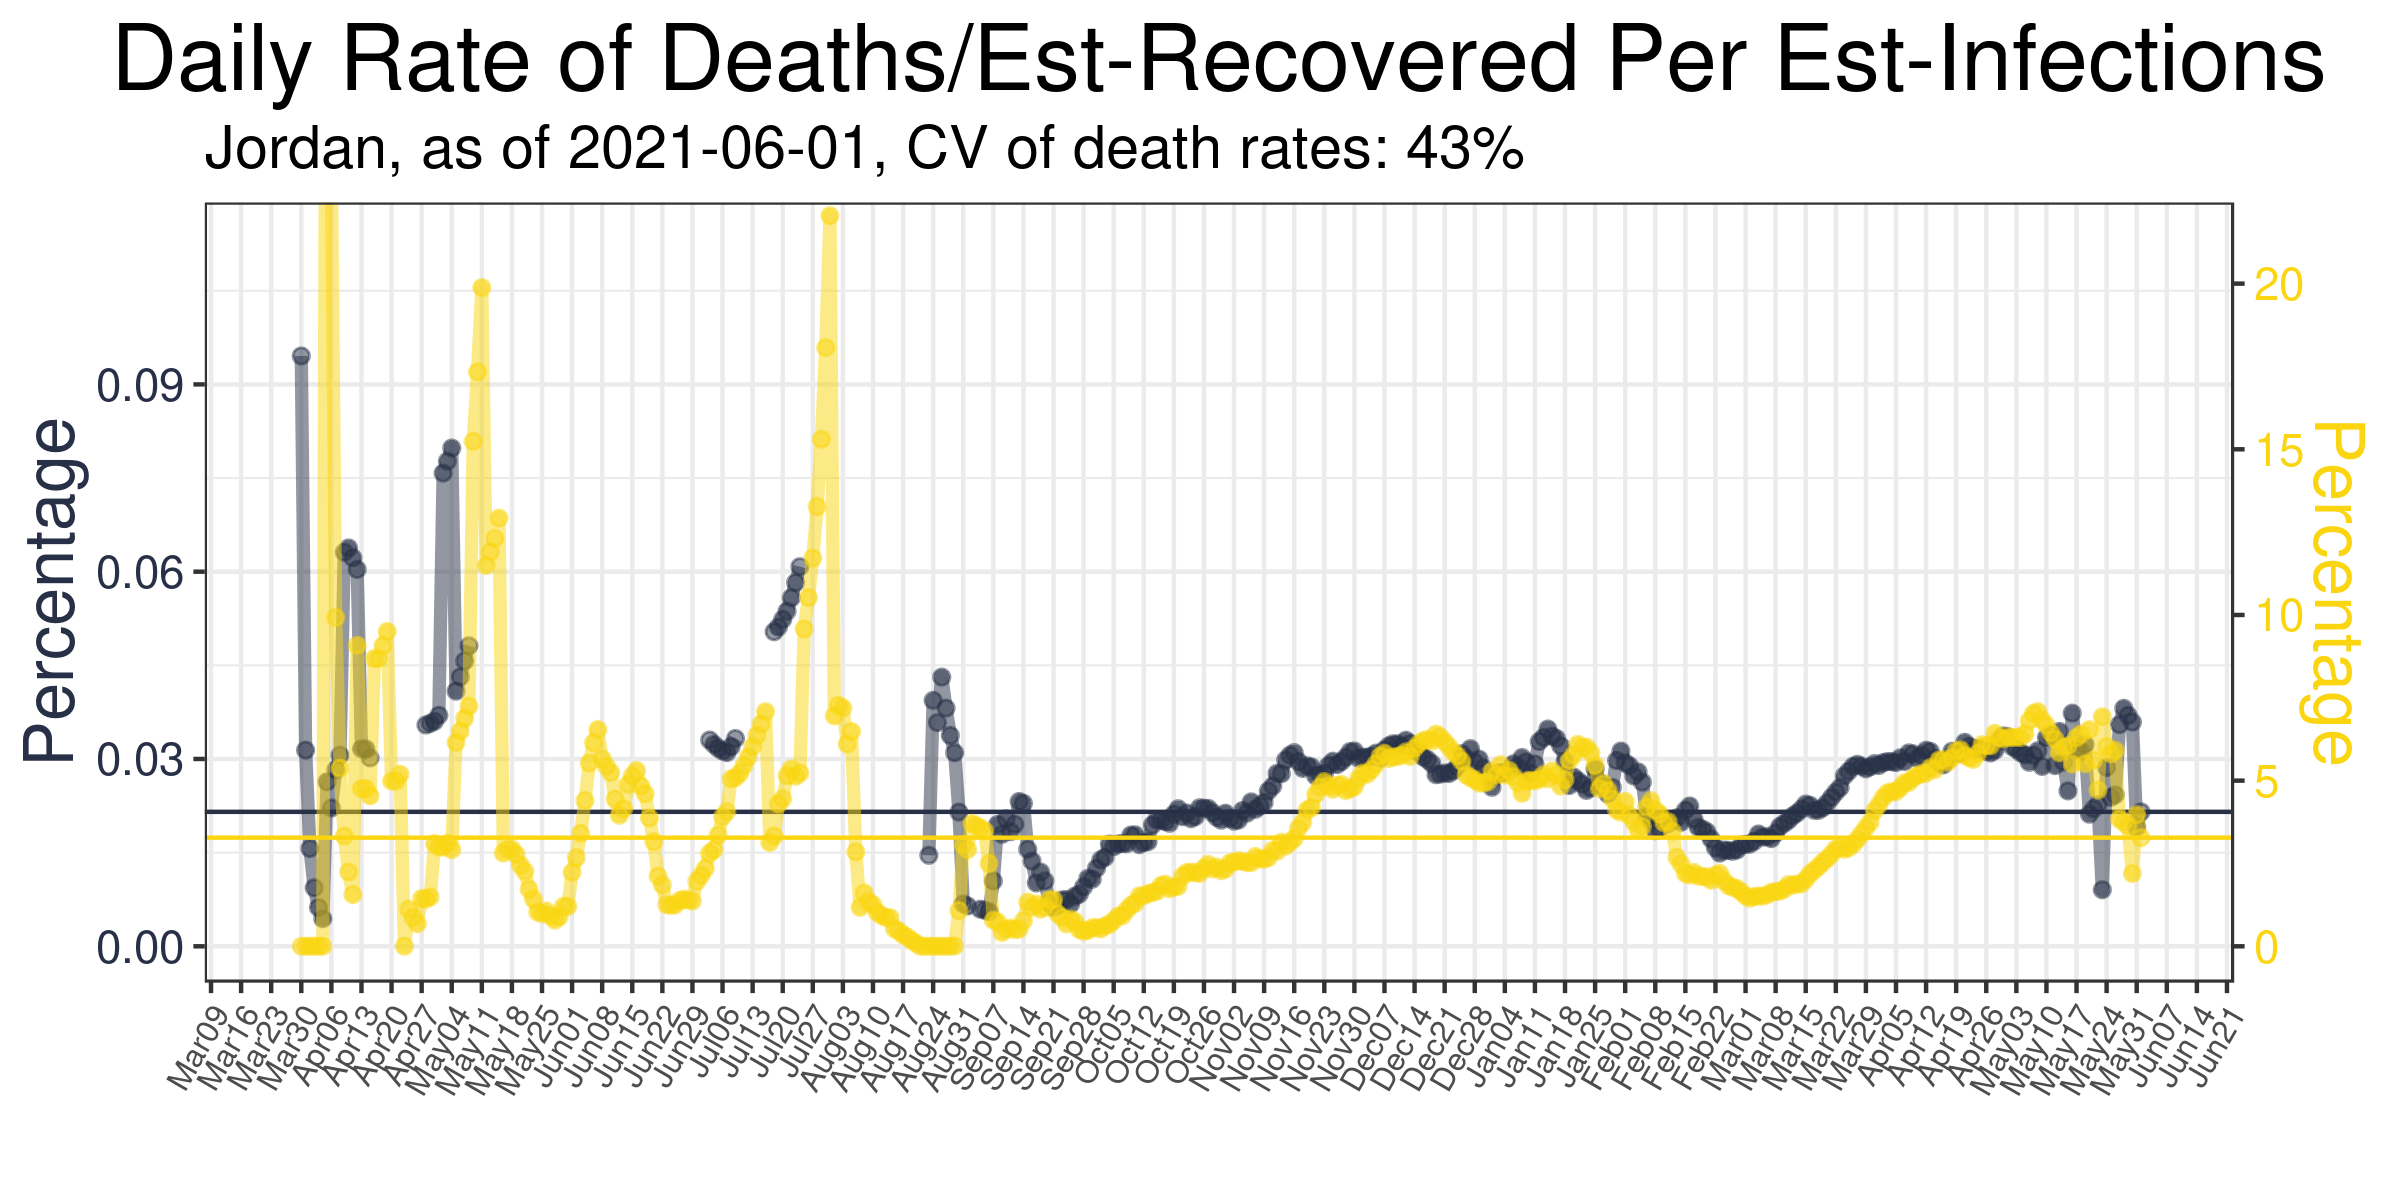 Daily Rate of Deaths/Est-Recovered Per Est-Infections
Jordan, as of 2021-06-01, CV of death rates: 43%
Percentage
0.09
0.06
0.03
0.00
20
15
10
5
0
Percentage
Mar09
Mar16
Mar23
Mar30
Apr06
Apr13
Apr20
Apr27
May04
May11
May18
May25
Jun01
Jun08
Jun15
Jun22
Jun29
Jul06
Jul13
Jul20
Jul27
Aug03
Aug10
Aug17
Aug24
Aug31
Sep07
Sep14
Sep21
Sep28
Oct05
Oct12
Oct19
Oct26
Nov02
Nov09
Nov16
Nov23
Nov30
Dec07
Dec14
Dec21
Dec28
Jan04
Jan11
Jan18
Jan25
Feb01
Feb08
Feb15
Feb22
Mar01
Mar08
Mar15
Mar22
Mar29
Apr05
Apr12
Apr19
Apr26
May03
May10
May17
May24
May31
Jun07
Jun14
Jun21